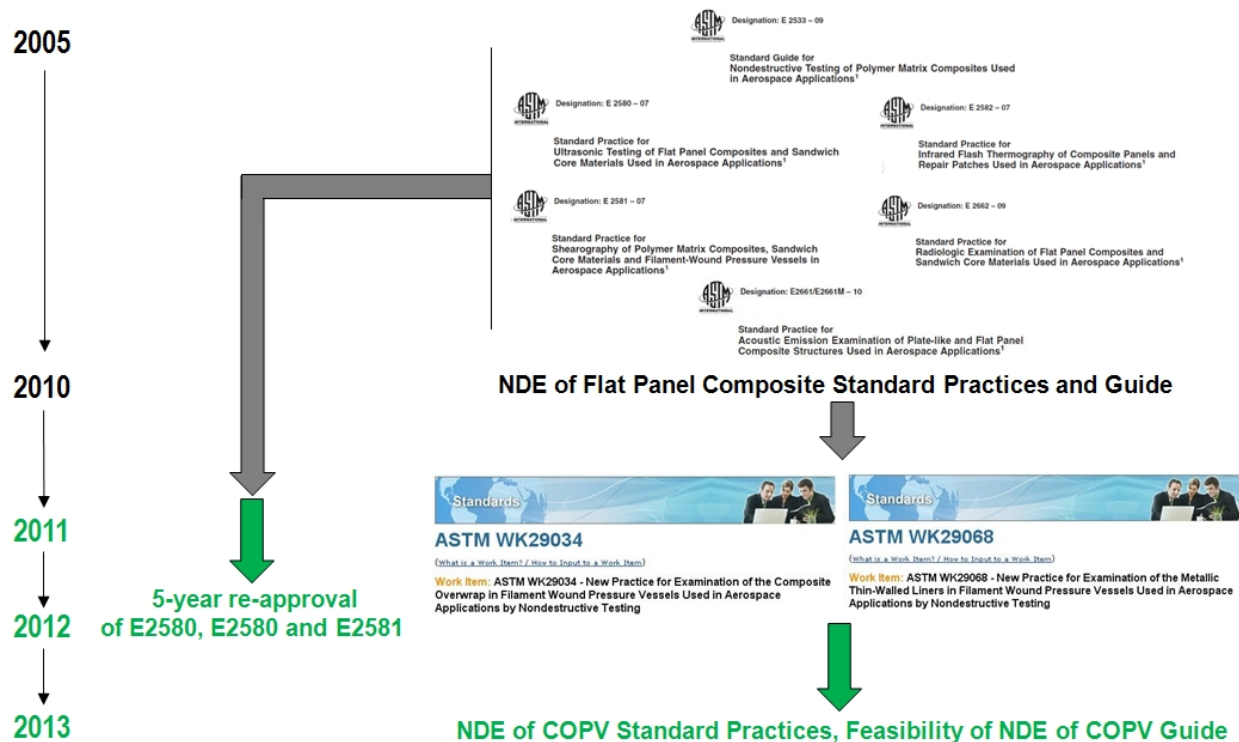 2005
2010
2011
2012
2013
ASTM
INTERNATIONAL
Designation: E 2533 – 09
Standard Guide for
Nondestructive Testing of Polymer Matrix Composites Used
in Aerospace Applications¹
ASTM
INTERNATIONAL
Designation: E 2580 – 07
Standard Practice for
Ultrasonic Testing of Flat Panel Composites and Sandwich
Core Materials Used in Aerospace Applications¹
ASTM
INTERNATIONAL
Designation: E 2582 – 07
Standard Practice for
Infrared Flash Thermography of Composite Panels and
Repair Patches Used in Aerospace Applications¹
ASTM
INTERNATIONAL
Designation: E 2581 – 07
Standard Practice for
Shearography of Polymer Matrix Composites, Sandwich
Core Materials and Filament-Wound Pressure Vessels in
Aerospace Applications¹
ASTM
INTERNATIONAL
Designation: E 2662 – 09
Standard Practice for
Radiologic Examination of Flat Panel Composites and
Sandwich Core Materials Used in Aerospace Applications¹
ASTM
INTERNATIONAL
Designation: E2661/E2661M – 10
Standard Practice for
Acoustic Emission Examination of Plate-like and Flat Panel
Composite Structures Used in Aerospace Applications¹
NDE of Flat Panel Composite Standard Practices and Guide
Standards
ASTM WK29034
(What is a Work Item? / How to Input to a Work Item)
Work Item: ASTM WK29034 - New Practice for Examination of the Composite
Overwrap in Filament Wound Pressure Vessels Used in Aerospace
Applications by Nondestructive Testing
Standards
ASTM WK29068
(What is a Work Item? / How to Input to a Work Item)
Work Item: ASTM WK29068 - New Practice for Examination of the Metallic
Thin-Walled Liners in Filament Wound Pressure Vessels Used in Aerospace
Applications by Nondestructive Testing
5-year re-approval
of E2580, E2580 and E2581
NDE of COPV Standard Practices, Feasibility of NDE of COPV Guide